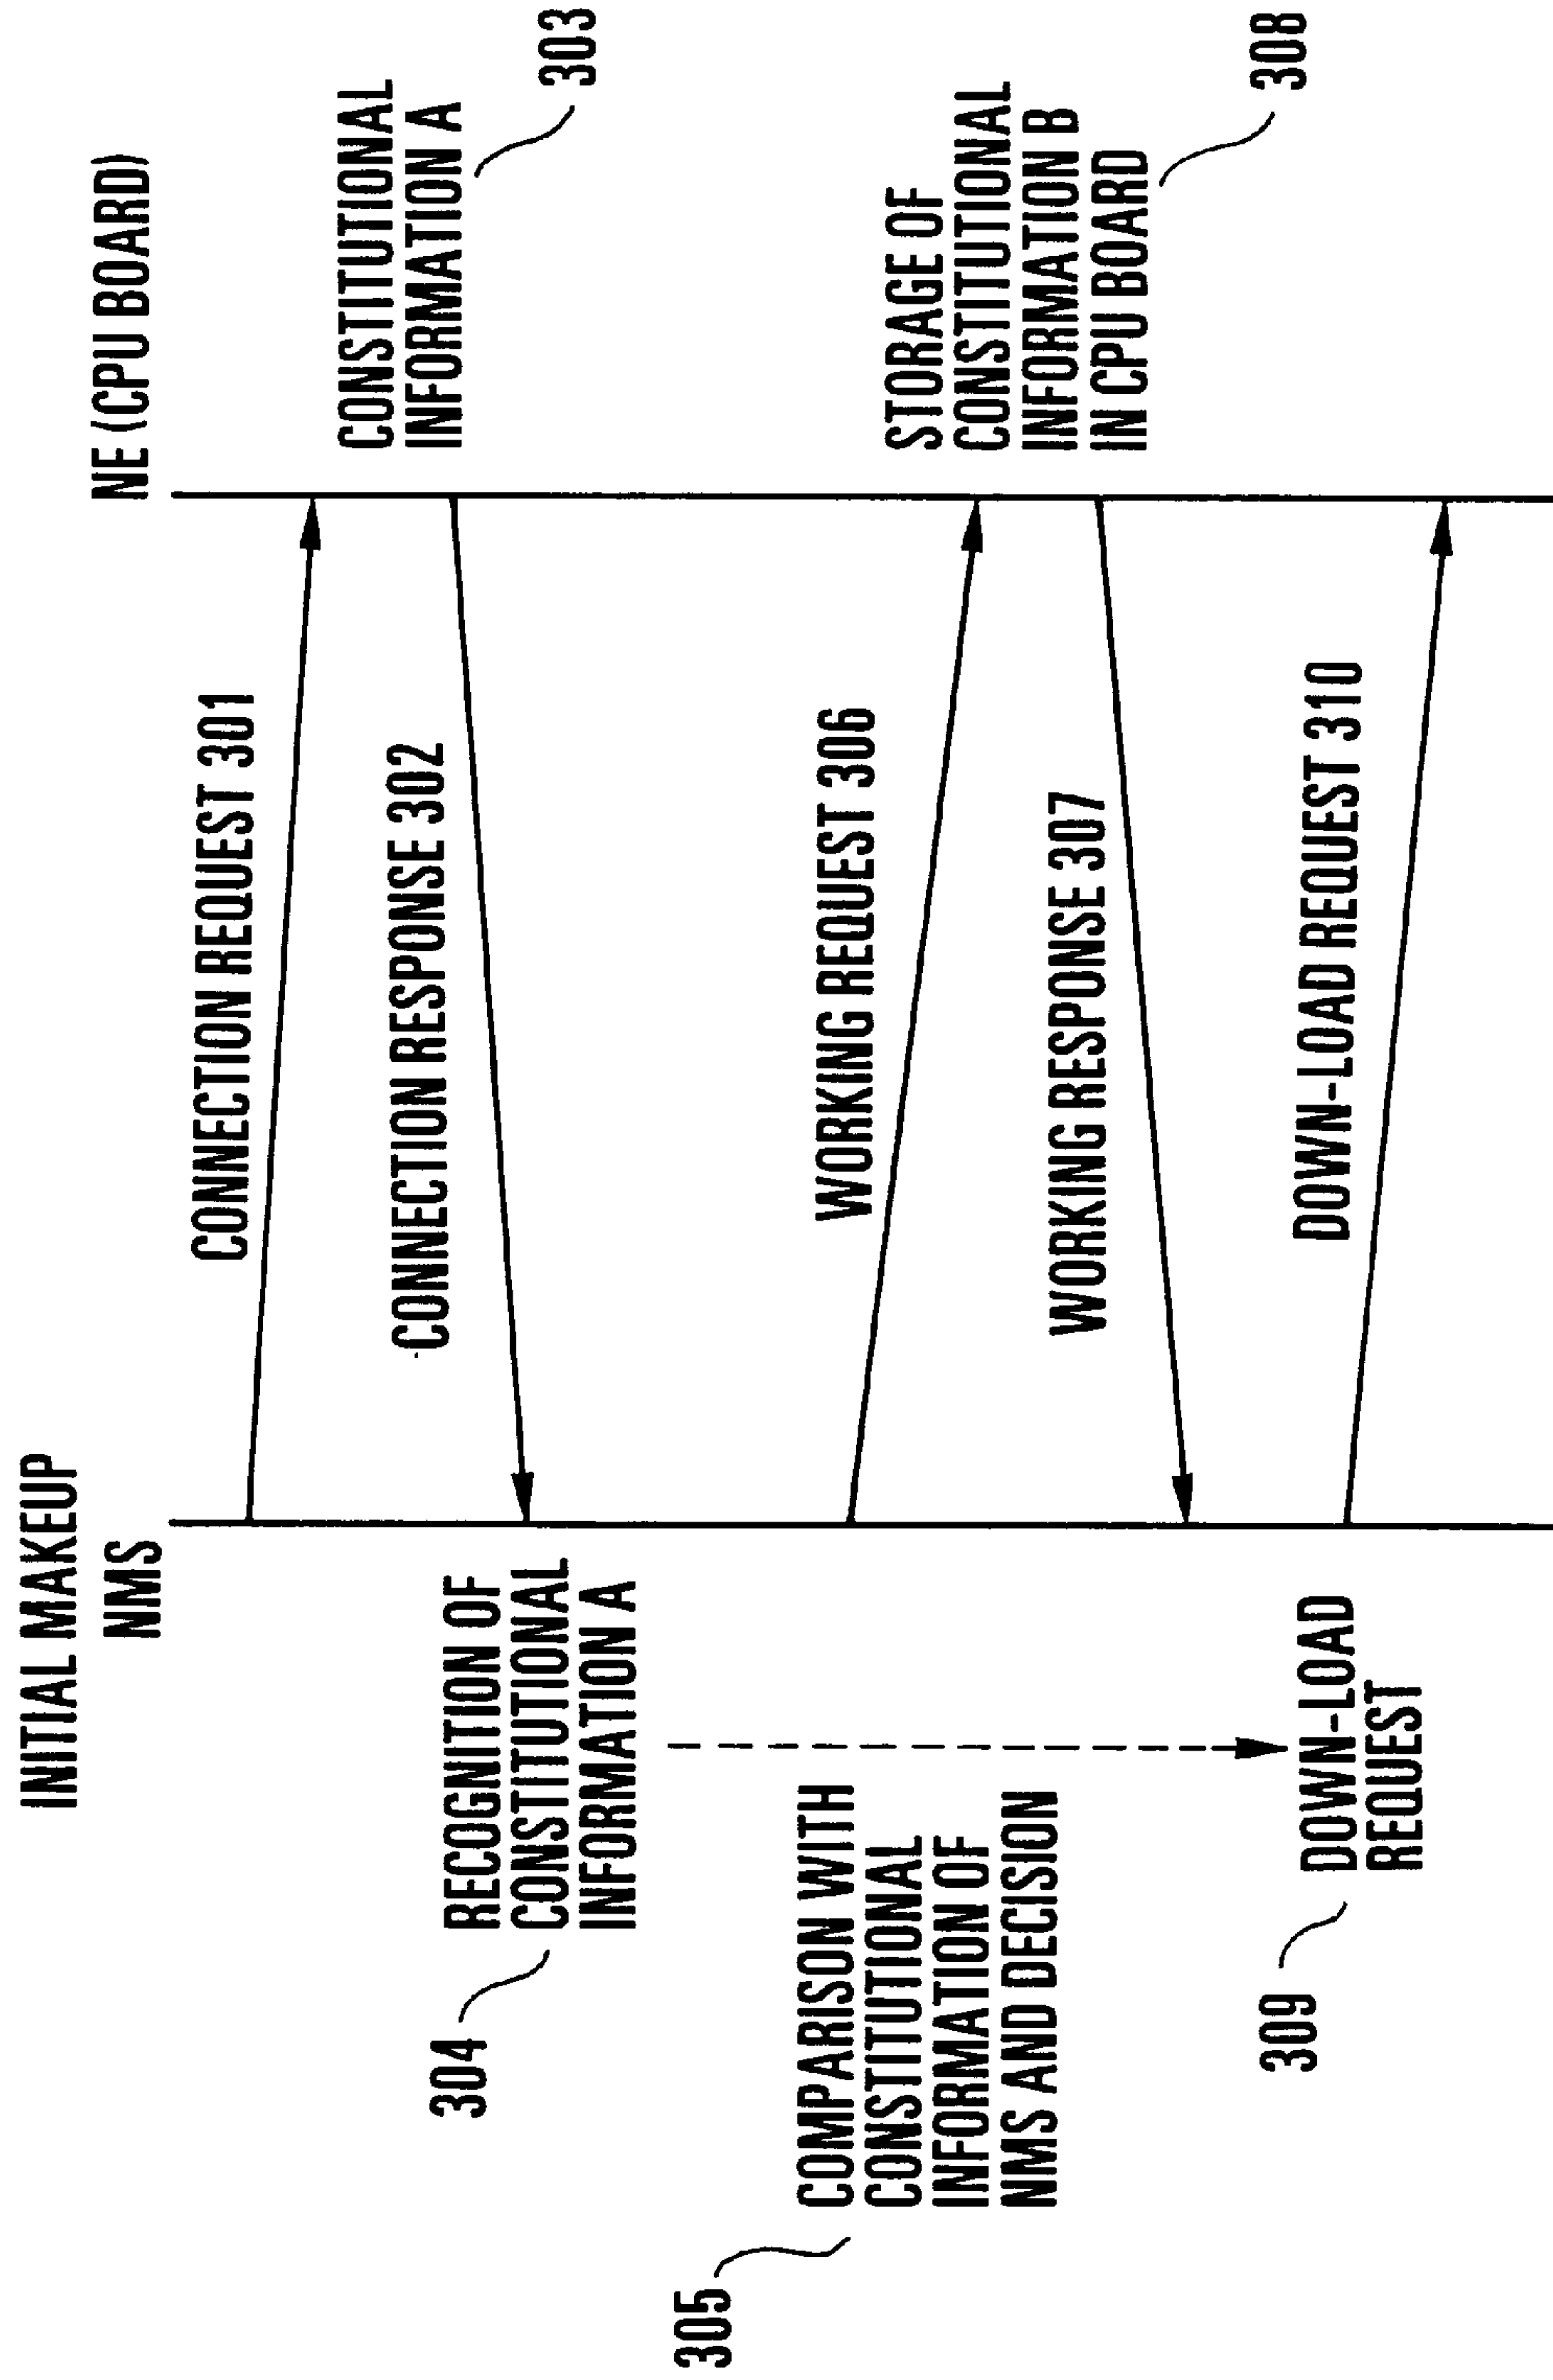 INITIAL MAKEUP
NMS
NE (CPU BOARD)
CONNECTION REQUEST 301
CONSTITUTIONAL
INFORMATION A
303
CONNECTION RESPONSE 302
304
RECOGNITION OF
CONSTITUTIONAL
INFORMATION A
305
COMPARISON WITH
CONSTITUTIONAL
INFORMATION OF
NMS AND DECISION
WORKING REQUEST 306
STORAGE OF
CONSTITUTIONAL
INFORMATION B
IN CPU BOARD
308
WORKING RESPONSE 307
309
DOWN-LOAD
REQUEST
DOWN-LOAD REQUEST 310